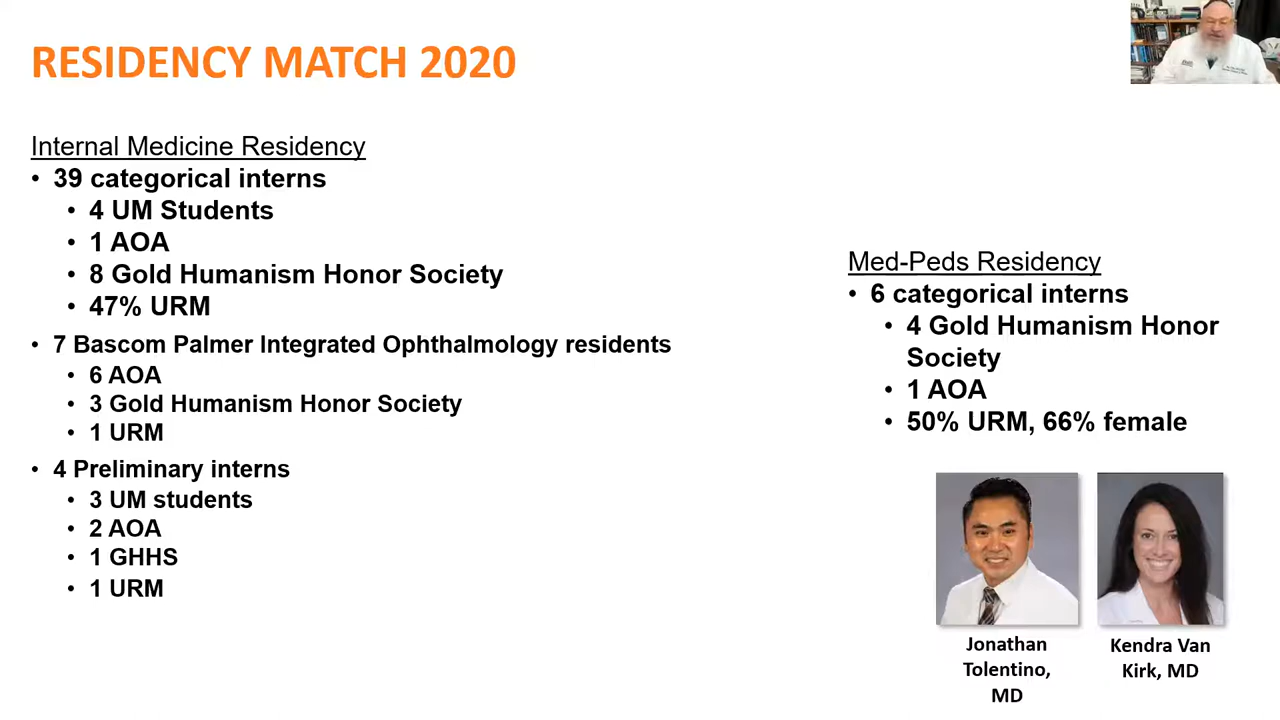 RESIDENCY MATCH 2020
Internal Medicine Residency
• 39 categorical interns
• 4 UM Students
• 1 AOA
• 8 Gold Humanism Honor Society
• 47% URM
• 7 Bascom Palmer Integrated Ophthalmology residents
• 6 AOA
• 3 Gold Humanism Honor Society
• 1 URM
• 4 Preliminary interns
• 3 UM students
• 2 AOA
• 1 GHHS
• 1 URM
Med-Peds Residency
• 6 categorical interns
• 4 Gold Humanism Honor
Society
• 1 AOA
• 50% URM, 66% female
Jonathan
Tolentino,
MD
Kendra Van
Kirk, MD